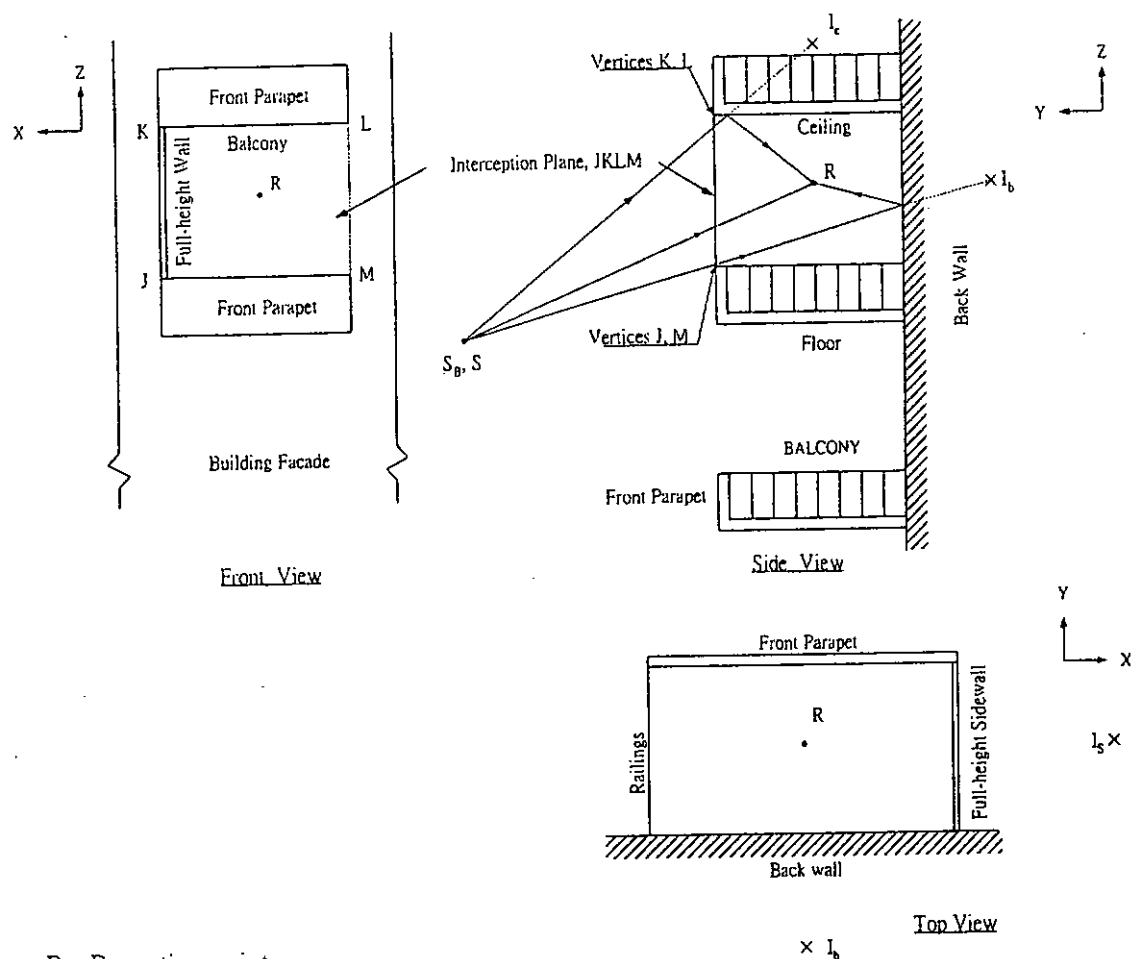 Z
X
Front Parapet
K
L
Balcony
Full-height Wall
R
J
M
Front Parapet
Building Facade
Front View
Interception Plane, JKLM
I_c
Vertices K, L
Z
Y
Ceiling
R
I_b
Back Wall
Vertices J, M
Floor
S_B, S
BALCONY
Front Parapet
Side View
Y
X
Front Parapet
Railings
R
Full-height Sidewall
I_S
Back wall
Top View
I_b